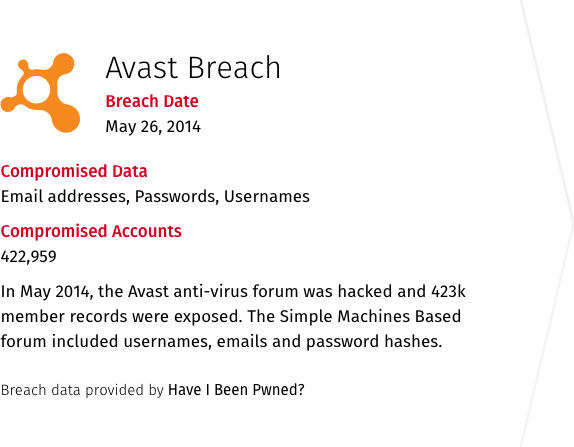 Avast Breach
Breach Date
May 26, 2014
Compromised Data
Email addresses, Passwords, Usernames
Compromised Accounts
422,959
In May 2014, the Avast anti-virus forum was hacked and 423k
member records were exposed. The Simple Machines Based
forum included usernames, emails and password hashes.
Breach data provided by Have I Been Pwned?